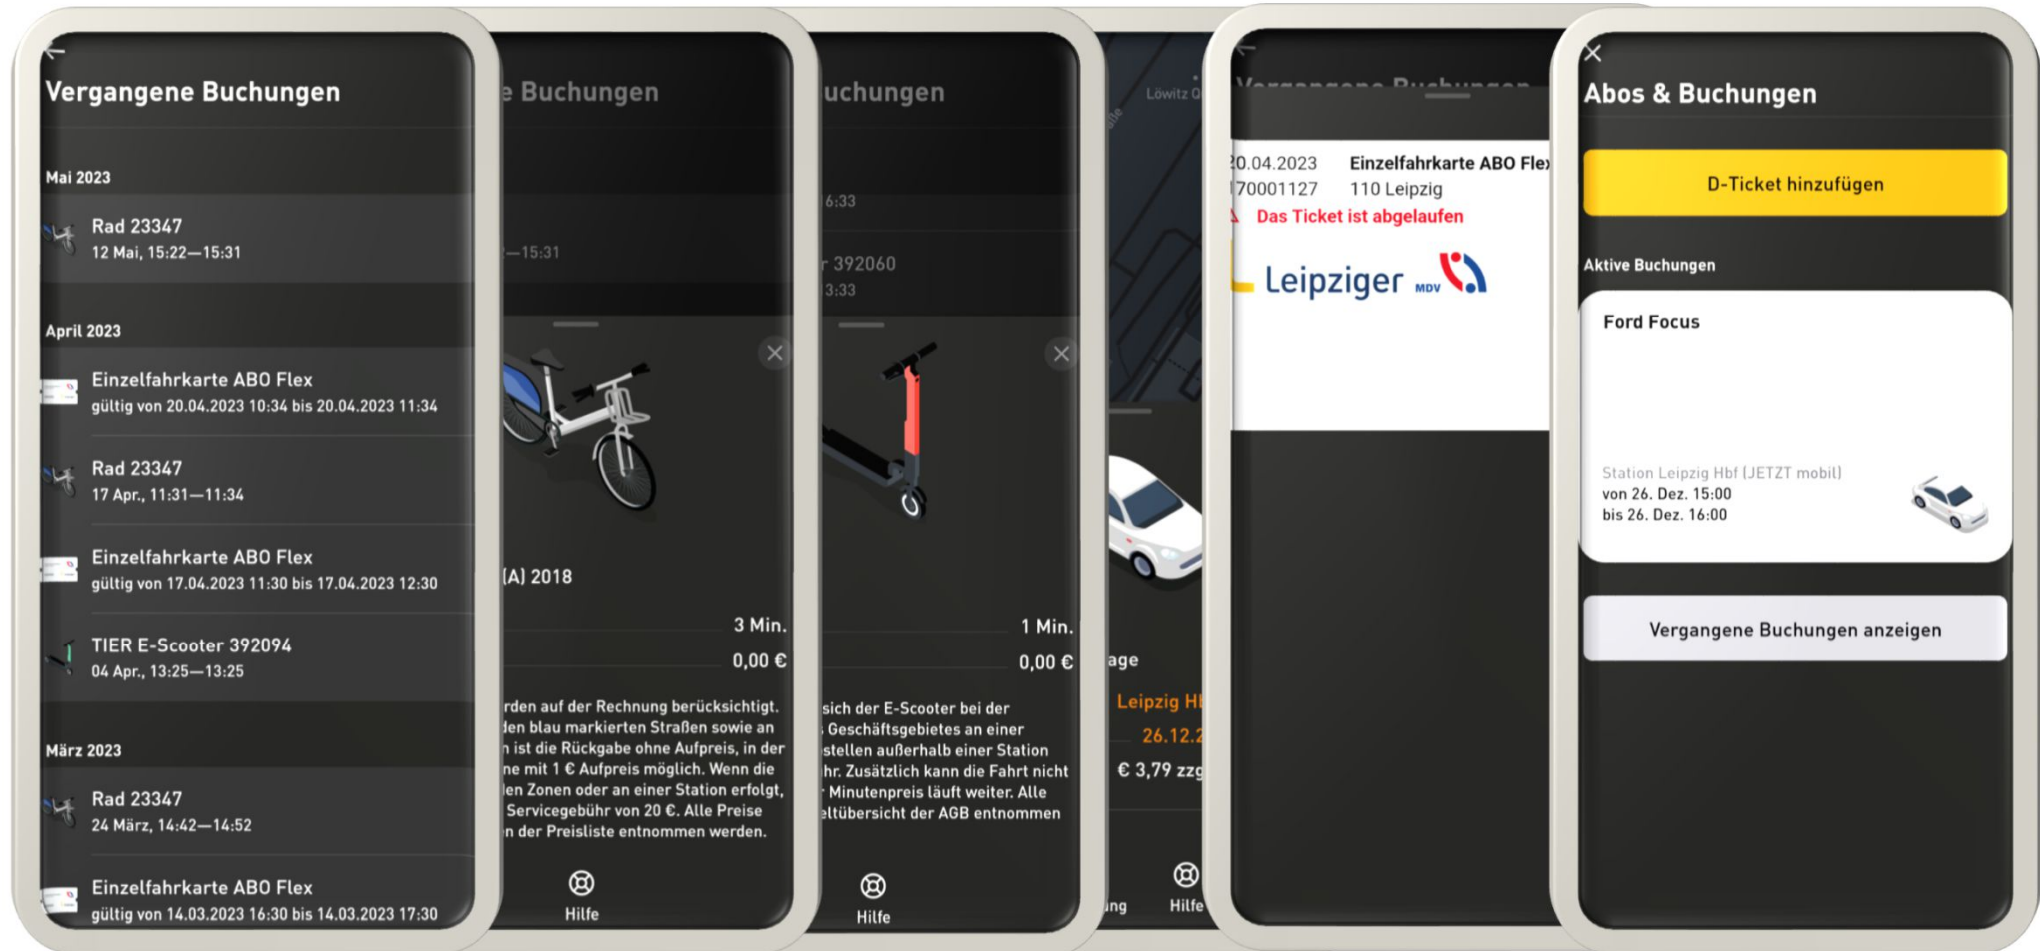 Vergangene Buchungen
Mai 2023
Rad 23347
12 Mai, 15:22—15:31
April 2023
Einzelfahrkarte ABO Flex
gültig von 20.04.2023 10:34 bis 20.04.2023 11:34
Rad 23347
17 Apr., 11:31—11:34
Einzelfahrkarte ABO Flex
gültig von 17.04.2023 11:30 bis 17.04.2023 12:30
TIER E-Scooter 392094
04 Apr., 13:25—13:25
März 2023
Rad 23347
24 März, 14:42—14:52
Einzelfahrkarte ABO Flex
gültig von 14.03.2023 16:30 bis 14.03.2023 17:30
e Buchungen
—15:31
(A) 2018
3 Min.
0,00 €
rden auf der Rechnung berücksichtigt.
den blau markierten Straßen sowie an
n ist die Rückgabe ohne Aufpreis, in der
ne mit 1 € Aufpreis möglich. Wenn die
len Zonen oder an einer Station erfolgt,
Servicegebühr von 20 €. Alle Preise
n der Preisliste entnommen werden.
Hilfe
uchungen
6:33
r 392060
3:33
1 Min.
0,00 €
sich der E-Scooter bei der
Geschäftsgebietes an einer
stellen außerhalb einer Station
hr. Zusätzlich kann die Fahrt nicht
Minutenpreis läuft weiter. Alle
eltübersicht der AGB entnommen
Hilfe
Löwitz Q
age
Leipzig H
26.12.2
€ 3,79 zzg
ung
Hilfe
Vergangene Buchungen
20.04.2023 Einzelfahrkarte ABO Flex
170001127 110 Leipzig
Das Ticket ist abgelaufen
L Leipziger MDV
Abos & Buchungen
D-Ticket hinzufügen
Aktive Buchungen
Ford Focus
Station Leipzig Hbf (JETZT mobil)
von 26. Dez. 15:00
bis 26. Dez. 16:00
Vergangene Buchungen anzeigen